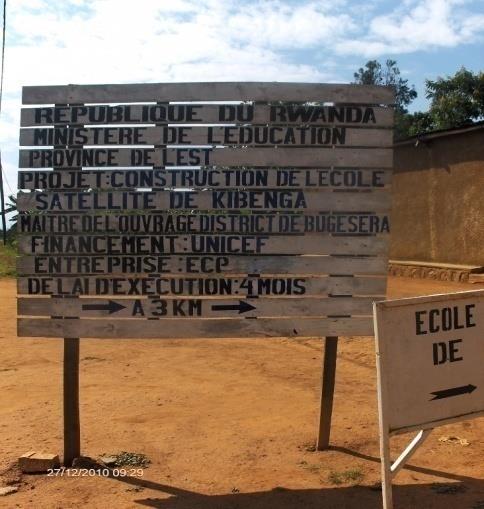 REPUBLIQUE DU RWANDA
MINISTERE DE L'EDUCATION
PROVINCE DE L'EST
PROJET:CONSTRUCTION DE L'ECOLE
SATELLITE DE KIBENGA
MAITRE DE L'OUVRAGE DISTRICT DE BUGESERA
FINANCEMENT:UNICEF
ENTREPRISE:ECP
DELAI D'EXECUTION:4 MOIS
A 3 KM
ECOLE
DE
27/12/2010 09:29